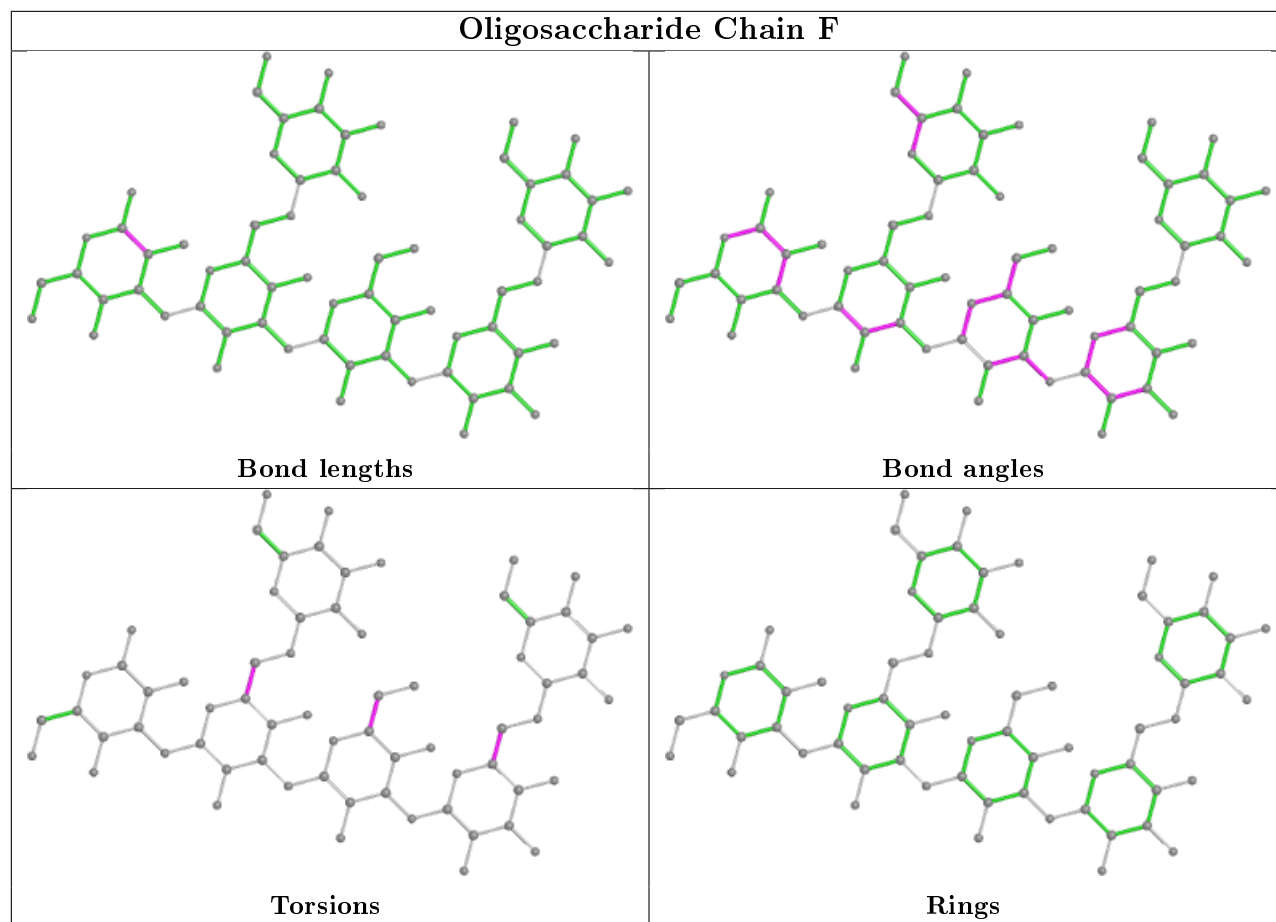 Oligosaccharide Chain F
Bond lengths
Bond angles
Torsions
Rings